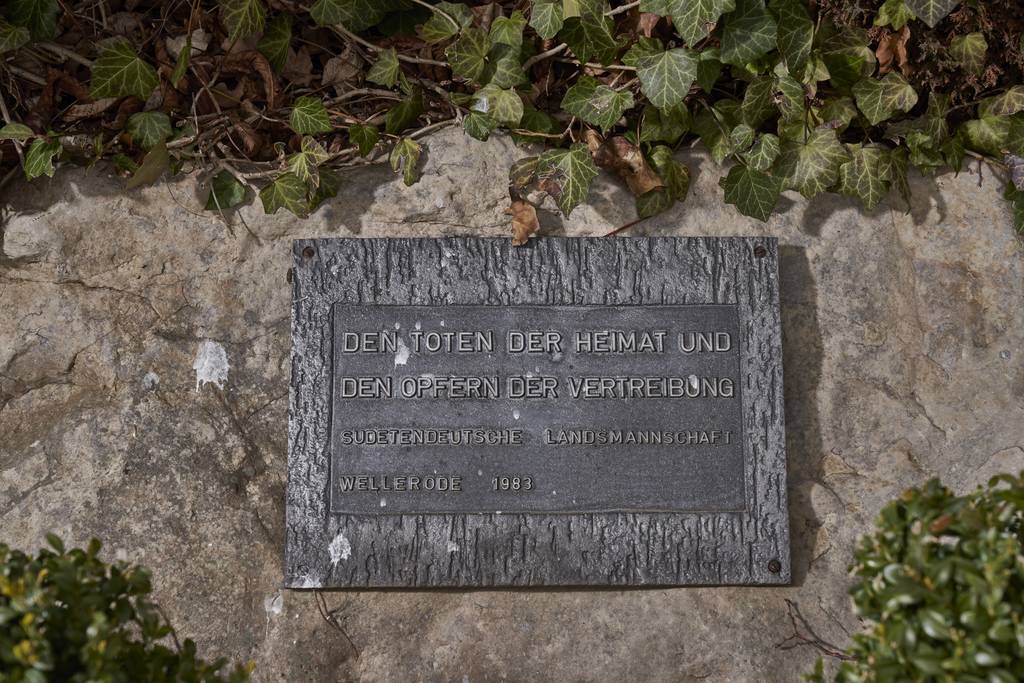 DEN TOTEN DER HEIMAT UND
DEN OPFERN DER VERTREIBUNG
SUDETENDEUTSCHE LANDSMANNSCHAFT
WELLERODE 1983